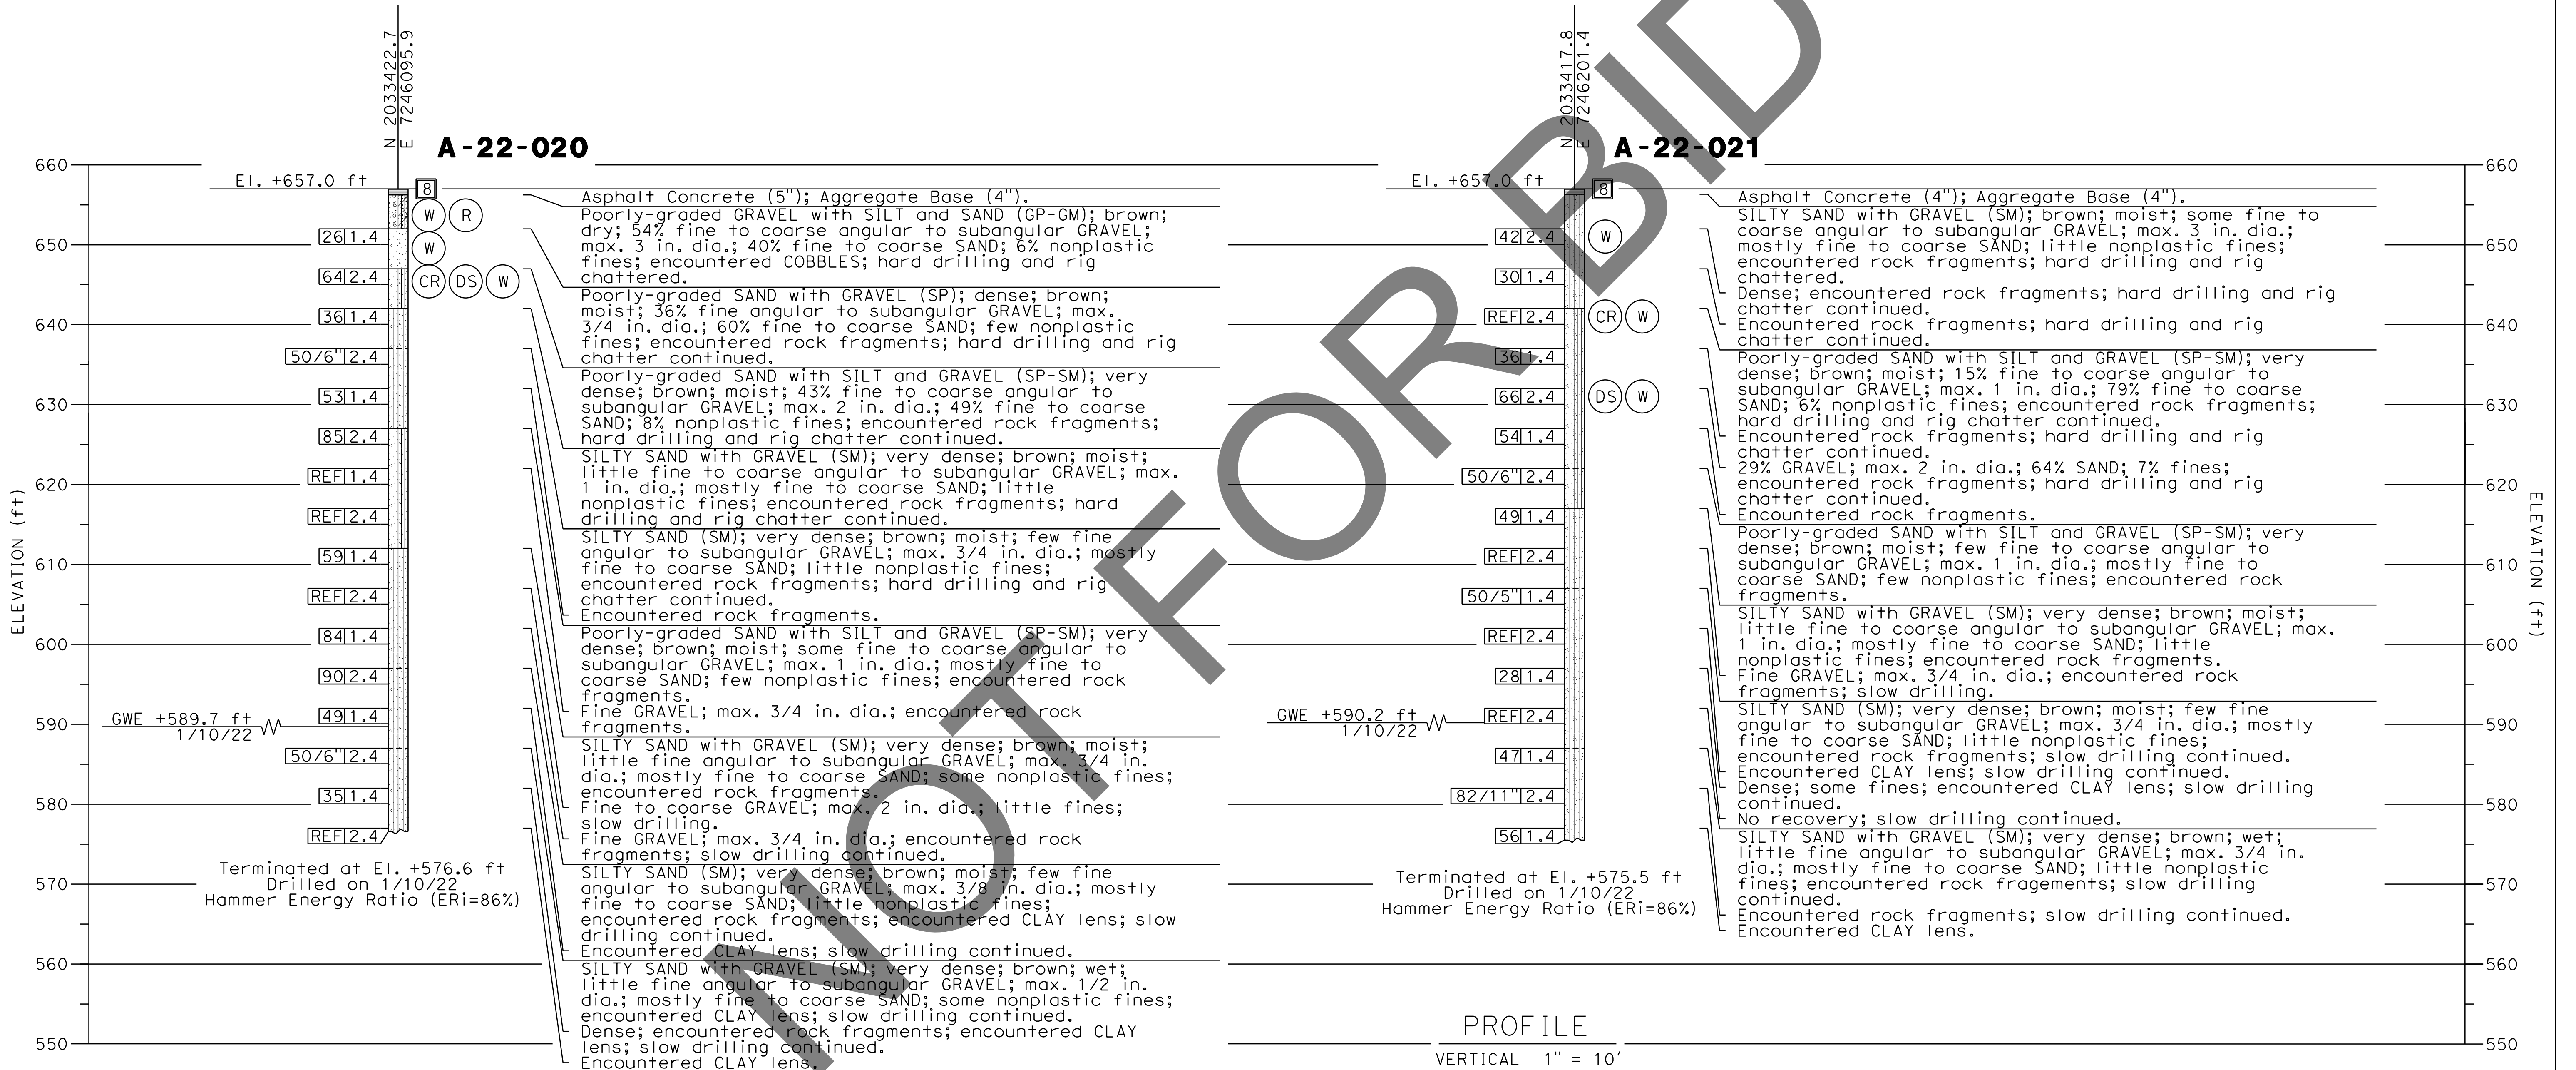 N 2033422.7
E 7246095.9
A-22-020
El. +657.0 ft
8
W R
W
CR DS W
26 1.4
64 2.4
36 1.4
50/6" 2.4
53 1.4
85 2.4
REF 1.4
REF 2.4
59 1.4
REF 2.4
84 1.4
90 2.4
49 1.4
50/6" 2.4
35 1.4
REF 2.4
GWE +589.7 ft
1/10/22
Terminated at El. +576.6 ft
Drilled on 1/10/22
Hammer Energy Ratio (ERi=86%)
ELEVATION (ft)
660
650
640
630
620
610
600
590
580
570
560
550
Asphalt Concrete (5"); Aggregate Base (4").
Poorly-graded GRAVEL with SILT and SAND (GP-GM); brown;
dry; 54% fine to coarse angular to subangular GRAVEL;
max. 3 in. dia.; 40% fine to coarse SAND; 6% nonplastic
fines; encountered COBBLES; hard drilling and rig
chattered.
Poorly-graded SAND with GRAVEL (SP); dense; brown;
moist; 36% fine angular to subangular GRAVEL; max.
3/4 in. dia.; 60% fine to coarse SAND; few nonplastic
fines; encountered rock fragments; hard drilling and rig
chatter continued.
Poorly-graded SAND with SILT and GRAVEL (SP-SM); very
dense; brown; moist; 43% fine to coarse angular to
subangular GRAVEL; max. 2 in. dia.; 49% fine to coarse
SAND; 8% nonplastic fines; encountered rock fragments;
hard drilling and rig chatter continued.
SILTY SAND with GRAVEL (SM); very dense; brown; moist;
little fine to coarse angular to subangular GRAVEL; max.
1 in. dia.; mostly fine to coarse SAND; little
nonplastic fines; encountered rock fragments; hard
drilling and rig chatter continued.
SILTY SAND (SM); very dense; brown; moist; few fine
angular to subangular GRAVEL; max. 3/4 in. dia.; mostly
fine to coarse SAND; little nonplastic fines;
encountered rock fragments; hard drilling and rig
chatter continued.
Encountered rock fragments.
Poorly-graded SAND with SILT and GRAVEL (SP-SM); very
dense; brown; moist; some fine to coarse angular to
subangular GRAVEL; max. 1 in. dia.; mostly fine to
coarse SAND; few nonplastic fines; encountered rock
fragments.
Fine GRAVEL; max. 3/4 in. dia.; encountered rock
fragments.
SILTY SAND with GRAVEL (SM); very dense; brown; moist;
little fine angular to subangular GRAVEL; max. 3/4 in.
dia.; mostly fine to coarse SAND; some nonplastic fines;
encountered rock fragments.
Fine to coarse GRAVEL; max. 2 in. dia.; little fines;
slow drilling.
Fine GRAVEL; max. 3/4 in. dia.; encountered rock
fragments; slow drilling continued.
SILTY SAND (SM); very dense; brown; moist; few fine
angular to subangular GRAVEL; max. 3/8 in. dia.; mostly
fine to coarse SAND; little nonplastic fines;
encountered rock fragments; encountered CLAY lens; slow
drilling continued.
Encountered CLAY lens; slow drilling continued.
SILTY SAND with GRAVEL (SM); very dense; brown; wet;
little fine angular to subangular GRAVEL; max. 1/2 in.
dia.; mostly fine to coarse SAND; some nonplastic fines;
encountered CLAY lens; slow drilling continued.
Dense; encountered rock fragments; encountered CLAY
lens; slow drilling continued.
Encountered CLAY lens.
N 2033417.8
E 7246201.4
A-22-021
El. +657.0 ft
8
W
CR W
DS W
42 2.4
30 1.4
REF 2.4
36 1.4
66 2.4
54 1.4
50/6" 2.4
49 1.4
REF 2.4
50/5" 1.4
REF 2.4
28 1.4
REF 2.4
47 1.4
82/11" 2.4
56 1.4
GWE +590.2 ft
1/10/22
Terminated at El. +575.5 ft
Drilled on 1/10/22
Hammer Energy Ratio (ERi=86%)
Asphalt Concrete (4"); Aggregate Base (4").
SILTY SAND with GRAVEL (SM); brown; moist; some fine to
coarse angular to subangular GRAVEL; max. 3 in. dia.;
mostly fine to coarse SAND; little nonplastic fines;
encountered rock fragments; hard drilling and rig
chattered.
Dense; encountered rock fragments; hard drilling and rig
chatter continued.
Encountered rock fragments; hard drilling and rig
chatter continued.
Poorly-graded SAND with SILT and GRAVEL (SP-SM); very
dense; brown; moist; 15% fine to coarse angular to
subangular GRAVEL; max. 1 in. dia.; 79% fine to coarse
SAND; 6% nonplastic fines; encountered rock fragments;
hard drilling and rig chatter continued.
Encountered rock fragments; hard drilling and rig
chatter continued.
29% GRAVEL; max. 2 in. dia.; 64% SAND; 7% fines;
encountered rock fragments; hard drilling and rig
chatter continued.
Encountered rock fragments.
Poorly-graded SAND with SILT and GRAVEL (SP-SM); very
dense; brown; moist; few fine to coarse angular to
subangular GRAVEL; max. 1 in. dia.; mostly fine to
coarse SAND; few nonplastic fines; encountered rock
fragments.
SILTY SAND with GRAVEL (SM); very dense; brown; moist;
little fine to coarse angular to subangular GRAVEL; max.
1 in. dia.; mostly fine to coarse SAND; little
nonplastic fines; encountered rock fragments.
Fine GRAVEL; max. 3/4 in. dia.; encountered rock
fragments; slow drilling.
SILTY SAND (SM); very dense; brown; moist; few fine
angular to subangular GRAVEL; max. 3/4 in. dia.; mostly
fine to coarse SAND; little nonplastic fines;
encountered rock fragments; slow drilling continued.
Encountered CLAY lens; slow drilling continued.
Dense; some fines; encountered CLAY lens; slow drilling
continued.
No recovery; slow drilling continued.
SILTY SAND with GRAVEL (SM); very dense; brown; wet;
little fine angular to subangular GRAVEL; max. 3/4 in.
dia.; mostly fine to coarse SAND; little nonplastic
fines; encountered rock fragements; slow drilling
continued.
Encountered rock fragments; slow drilling continued.
Encountered CLAY lens.
660
650
640
630
620
610
600
590
580
570
560
550
ELEVATION (ft)
PROFILE
VERTICAL 1" = 10'
NOT FOR BID